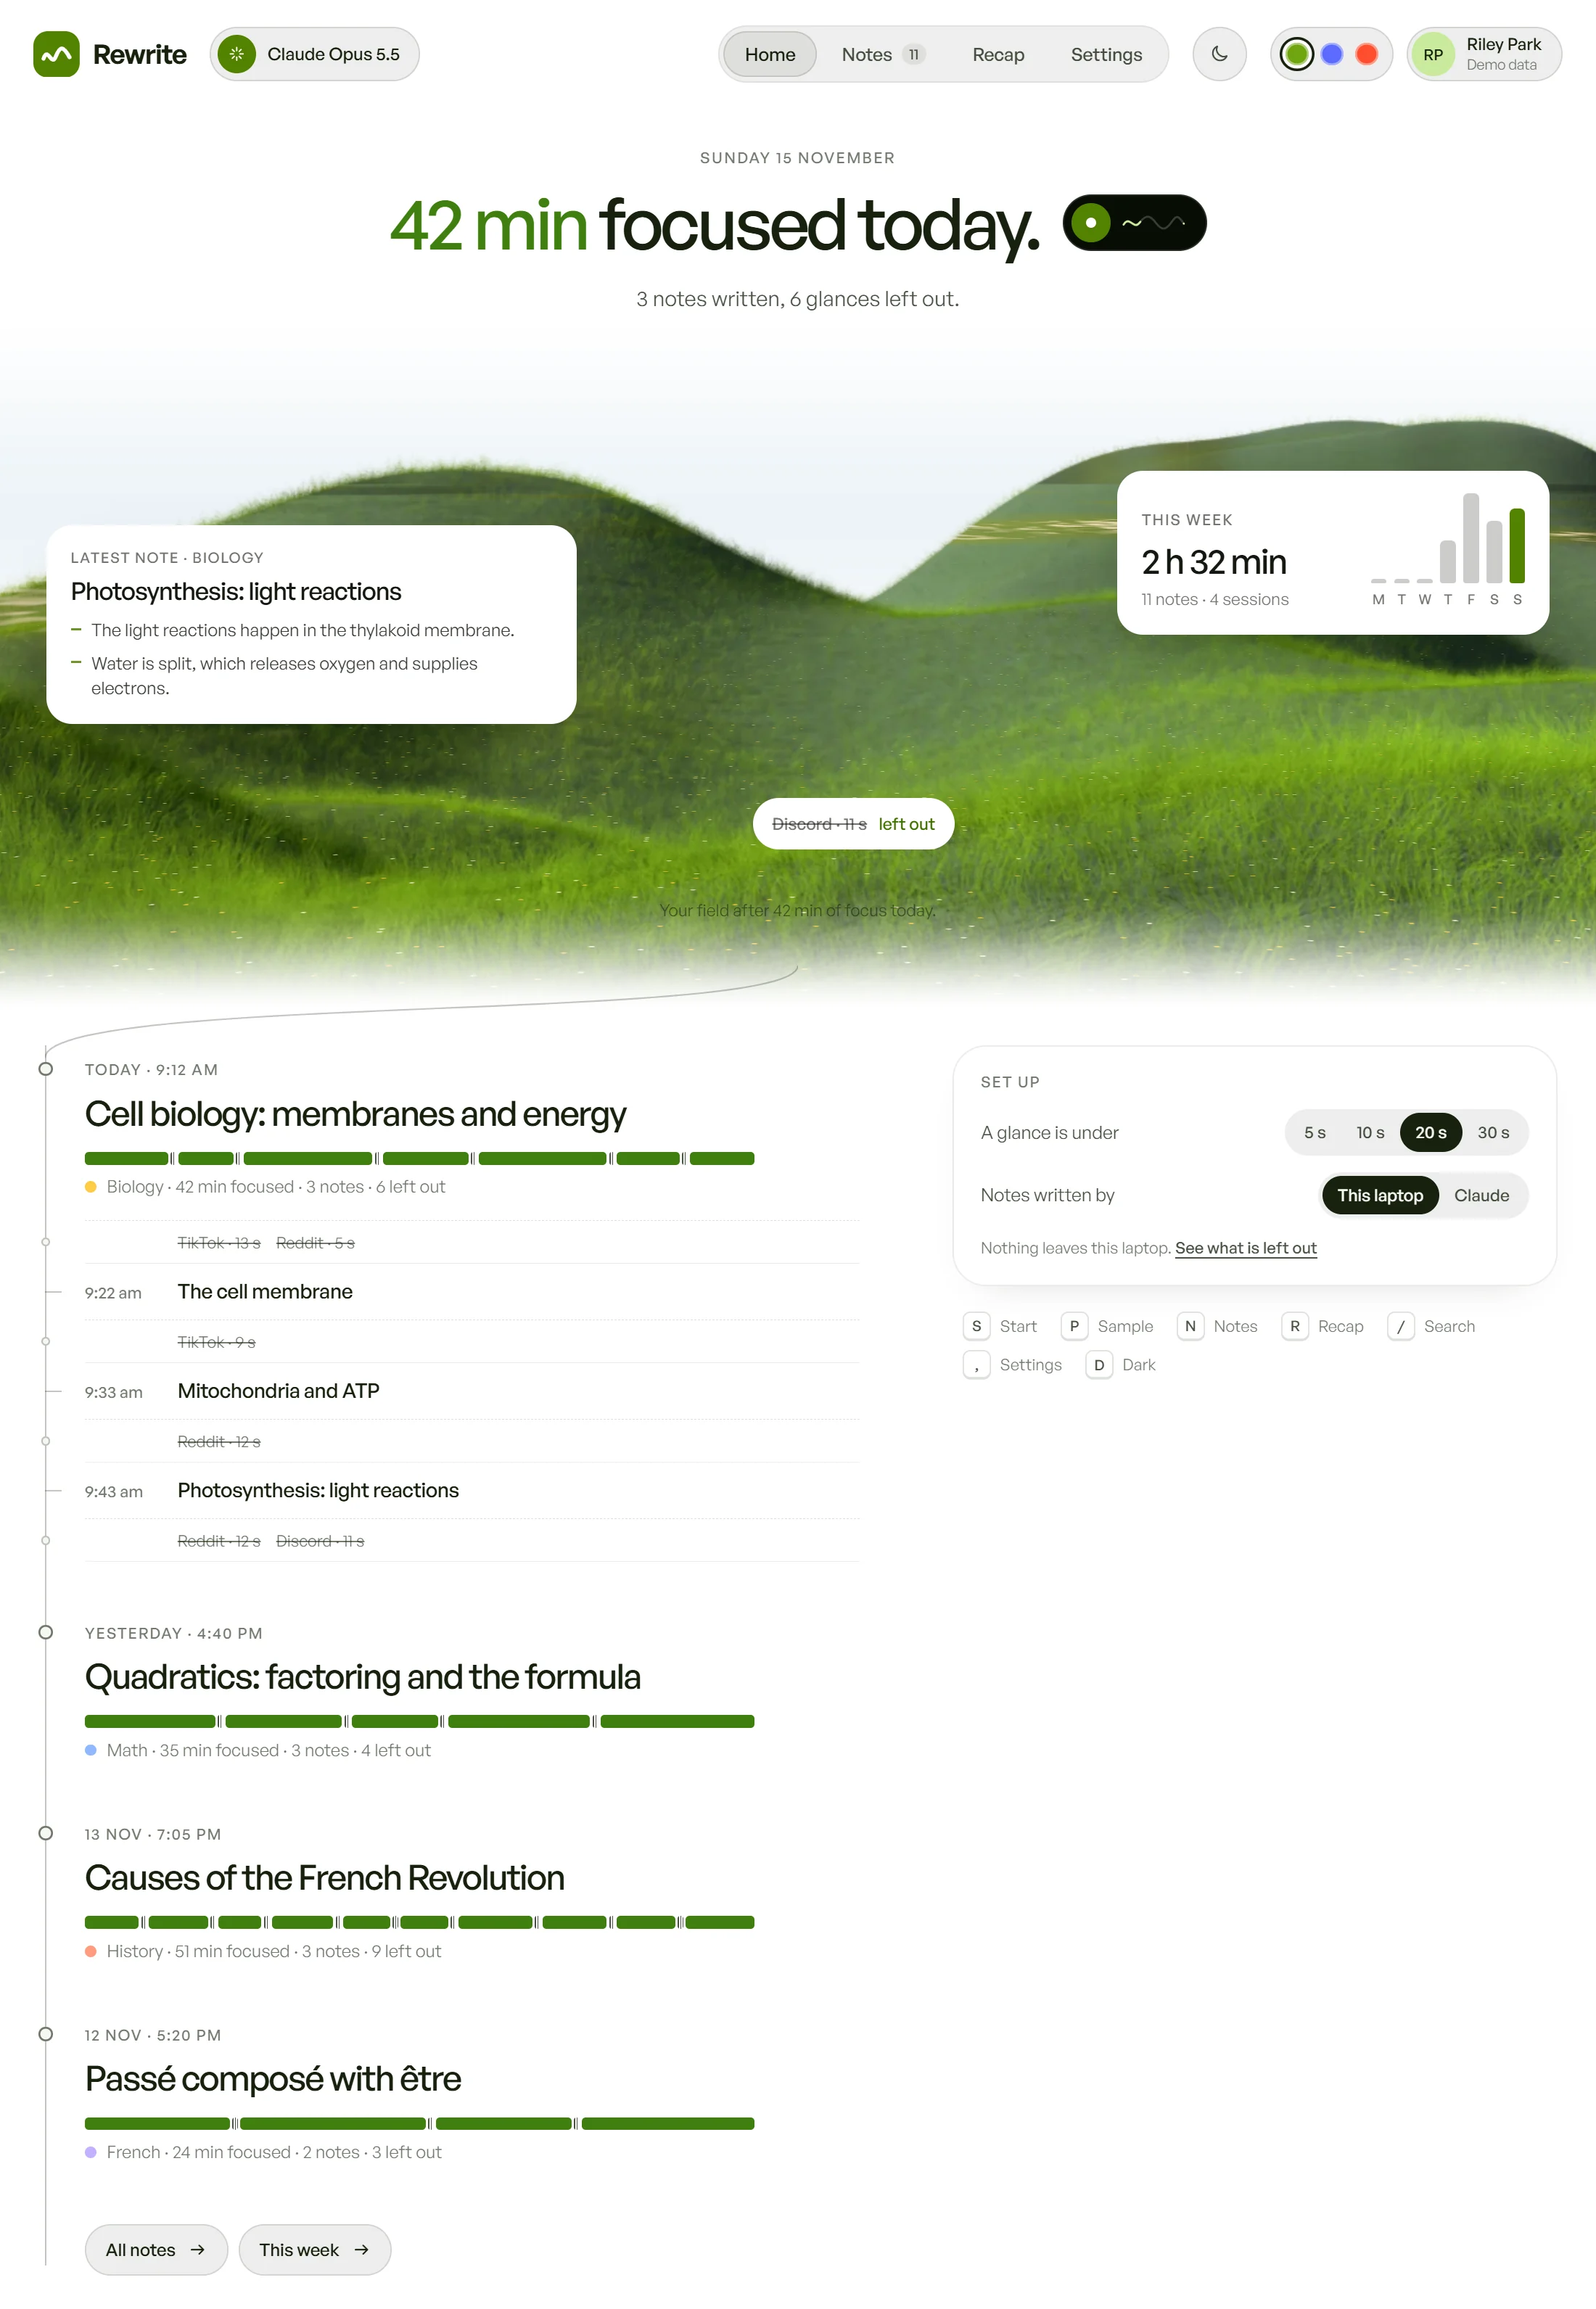 Rewrite
Claude Opus 5.5
Home
Notes 11
Recap
Settings
RP
Riley Park
Demo data
SUNDAY 15 NOVEMBER
42 min focused today.
3 notes written, 6 glances left out.
LATEST NOTE · BIOLOGY
Photosynthesis: light reactions
The light reactions happen in the thylakoid membrane.
Water is split, which releases oxygen and supplies
electrons.
THIS WEEK
2 h 32 min
11 notes · 4 sessions
M T W T F S S
Discord · 11 s left out
Your field after 42 min of focus today.
TODAY · 9:12 AM
Cell biology: membranes and energy
Biology · 42 min focused · 3 notes · 6 left out
TikTok · 13 s Reddit · 5 s
9:22 am The cell membrane
TikTok · 9 s
9:33 am Mitochondria and ATP
Reddit · 12 s
9:43 am Photosynthesis: light reactions
Reddit · 12 s Discord · 11 s
YESTERDAY · 4:40 PM
Quadratics: factoring and the formula
Math · 35 min focused · 3 notes · 4 left out
13 NOV · 7:05 PM
Causes of the French Revolution
History · 51 min focused · 3 notes · 9 left out
12 NOV · 5:20 PM
Passé composé with être
French · 24 min focused · 2 notes · 3 left out
All notes →
This week →
SET UP
A glance is under 5 s 10 s 20 s 30 s
Notes written by This laptop Claude
Nothing leaves this laptop. See what is left out
S Start P Sample N Notes R Recap / Search
, Settings D Dark